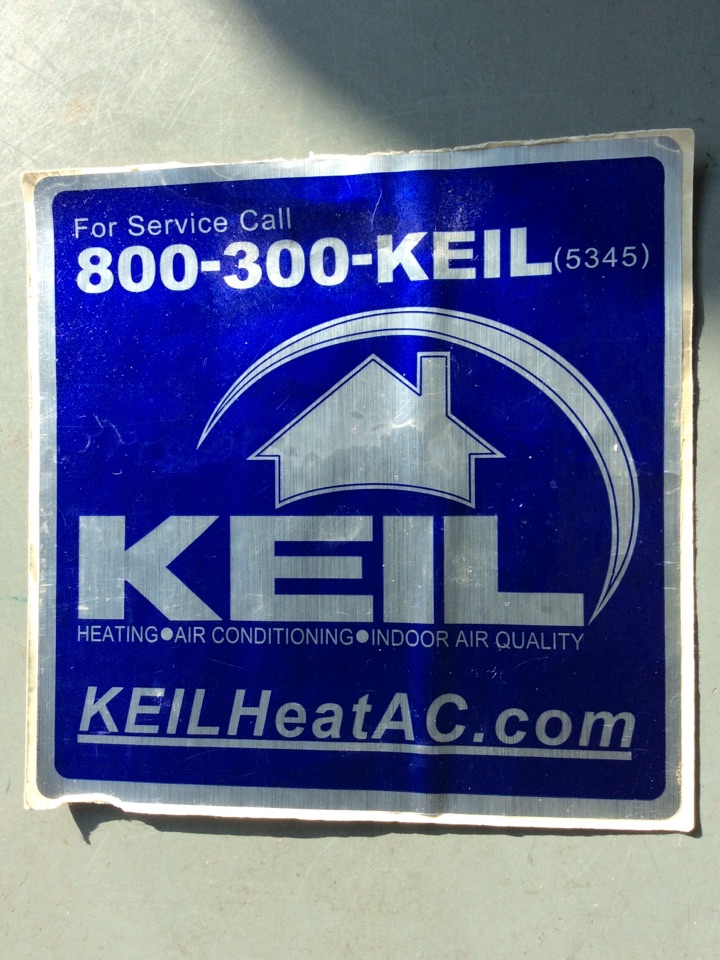 For Service Call
800-300-KEIL(5345)
KEIL
HEATING●AIR CONDITIONING●INDOOR AIR QUALITY
KEILHeatAC.com